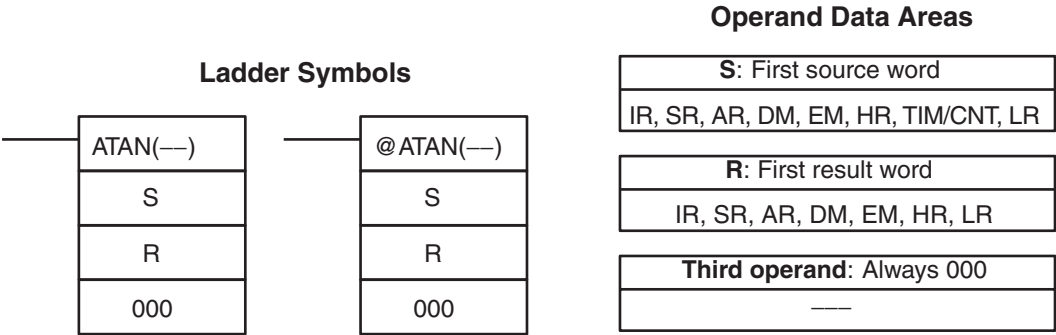 Ladder Symbols
ATAN(––)
S
R
000
@ATAN(––)
S
R
000
Operand Data Areas
S: First source word
IR, SR, AR, DM, EM, HR, TIM/CNT, LR
R: First result word
IR, SR, AR, DM, EM, HR, LR
Third operand: Always 000
–––